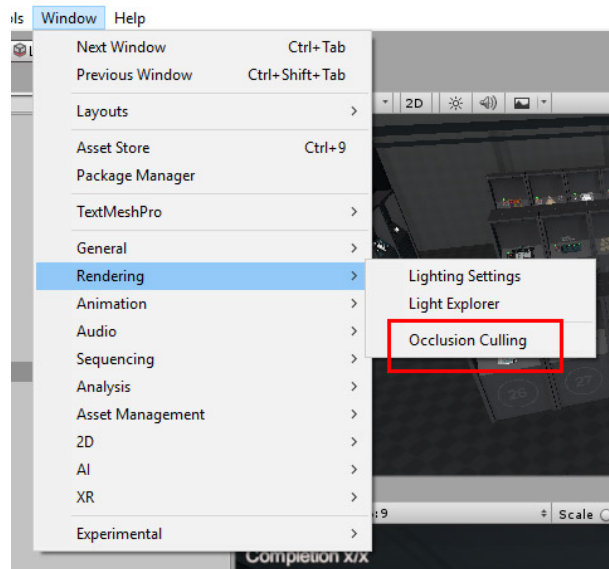 ls Window Help
Next Window Ctrl+Tab
Previous Window Ctrl+Shift+Tab
Layouts >
2D
Asset Store Ctrl+9
Package Manager
TextMeshPro >
General >
Rendering >
Lighting Settings
Animation >
Light Explorer
Audio >
Occlusion Culling
Sequencing >
Analysis >
26 27
Asset Management >
2D >
AI >
XR >
:9 Scale
Experimental >
Completion x/x